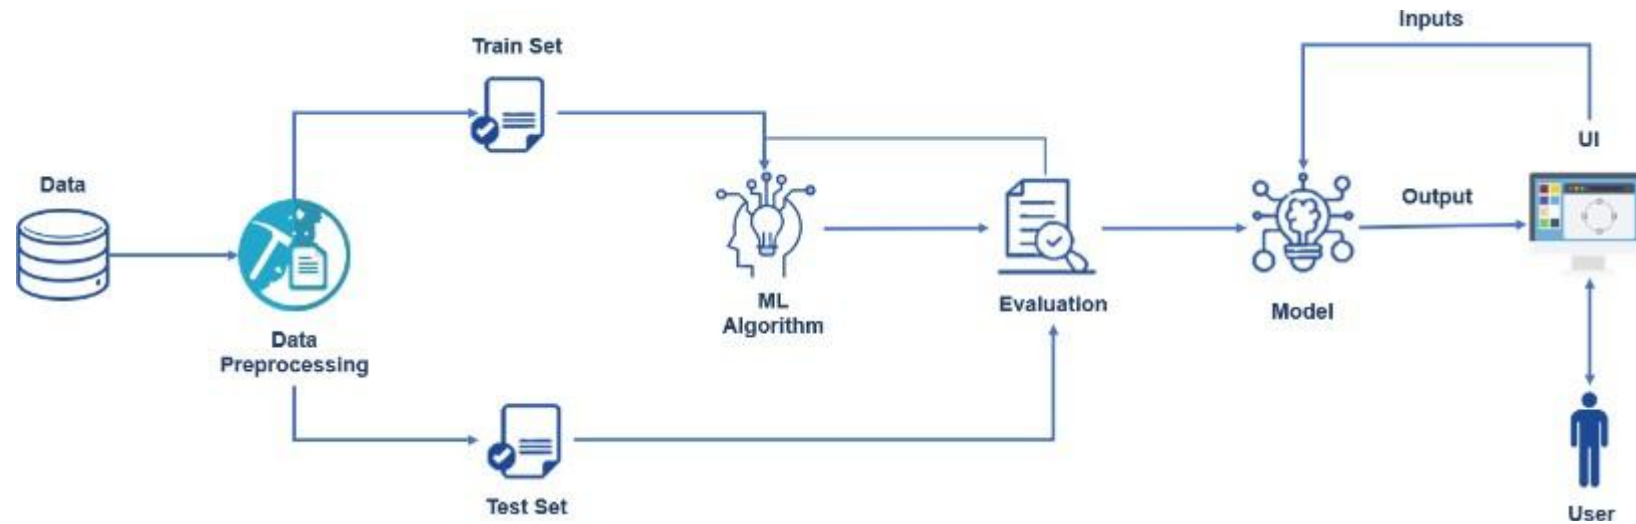 Inputs
Train Set
UI
Data
Output
ML
Algorithm
Evaluation
Model
Data
Preprocessing
Test Set
User